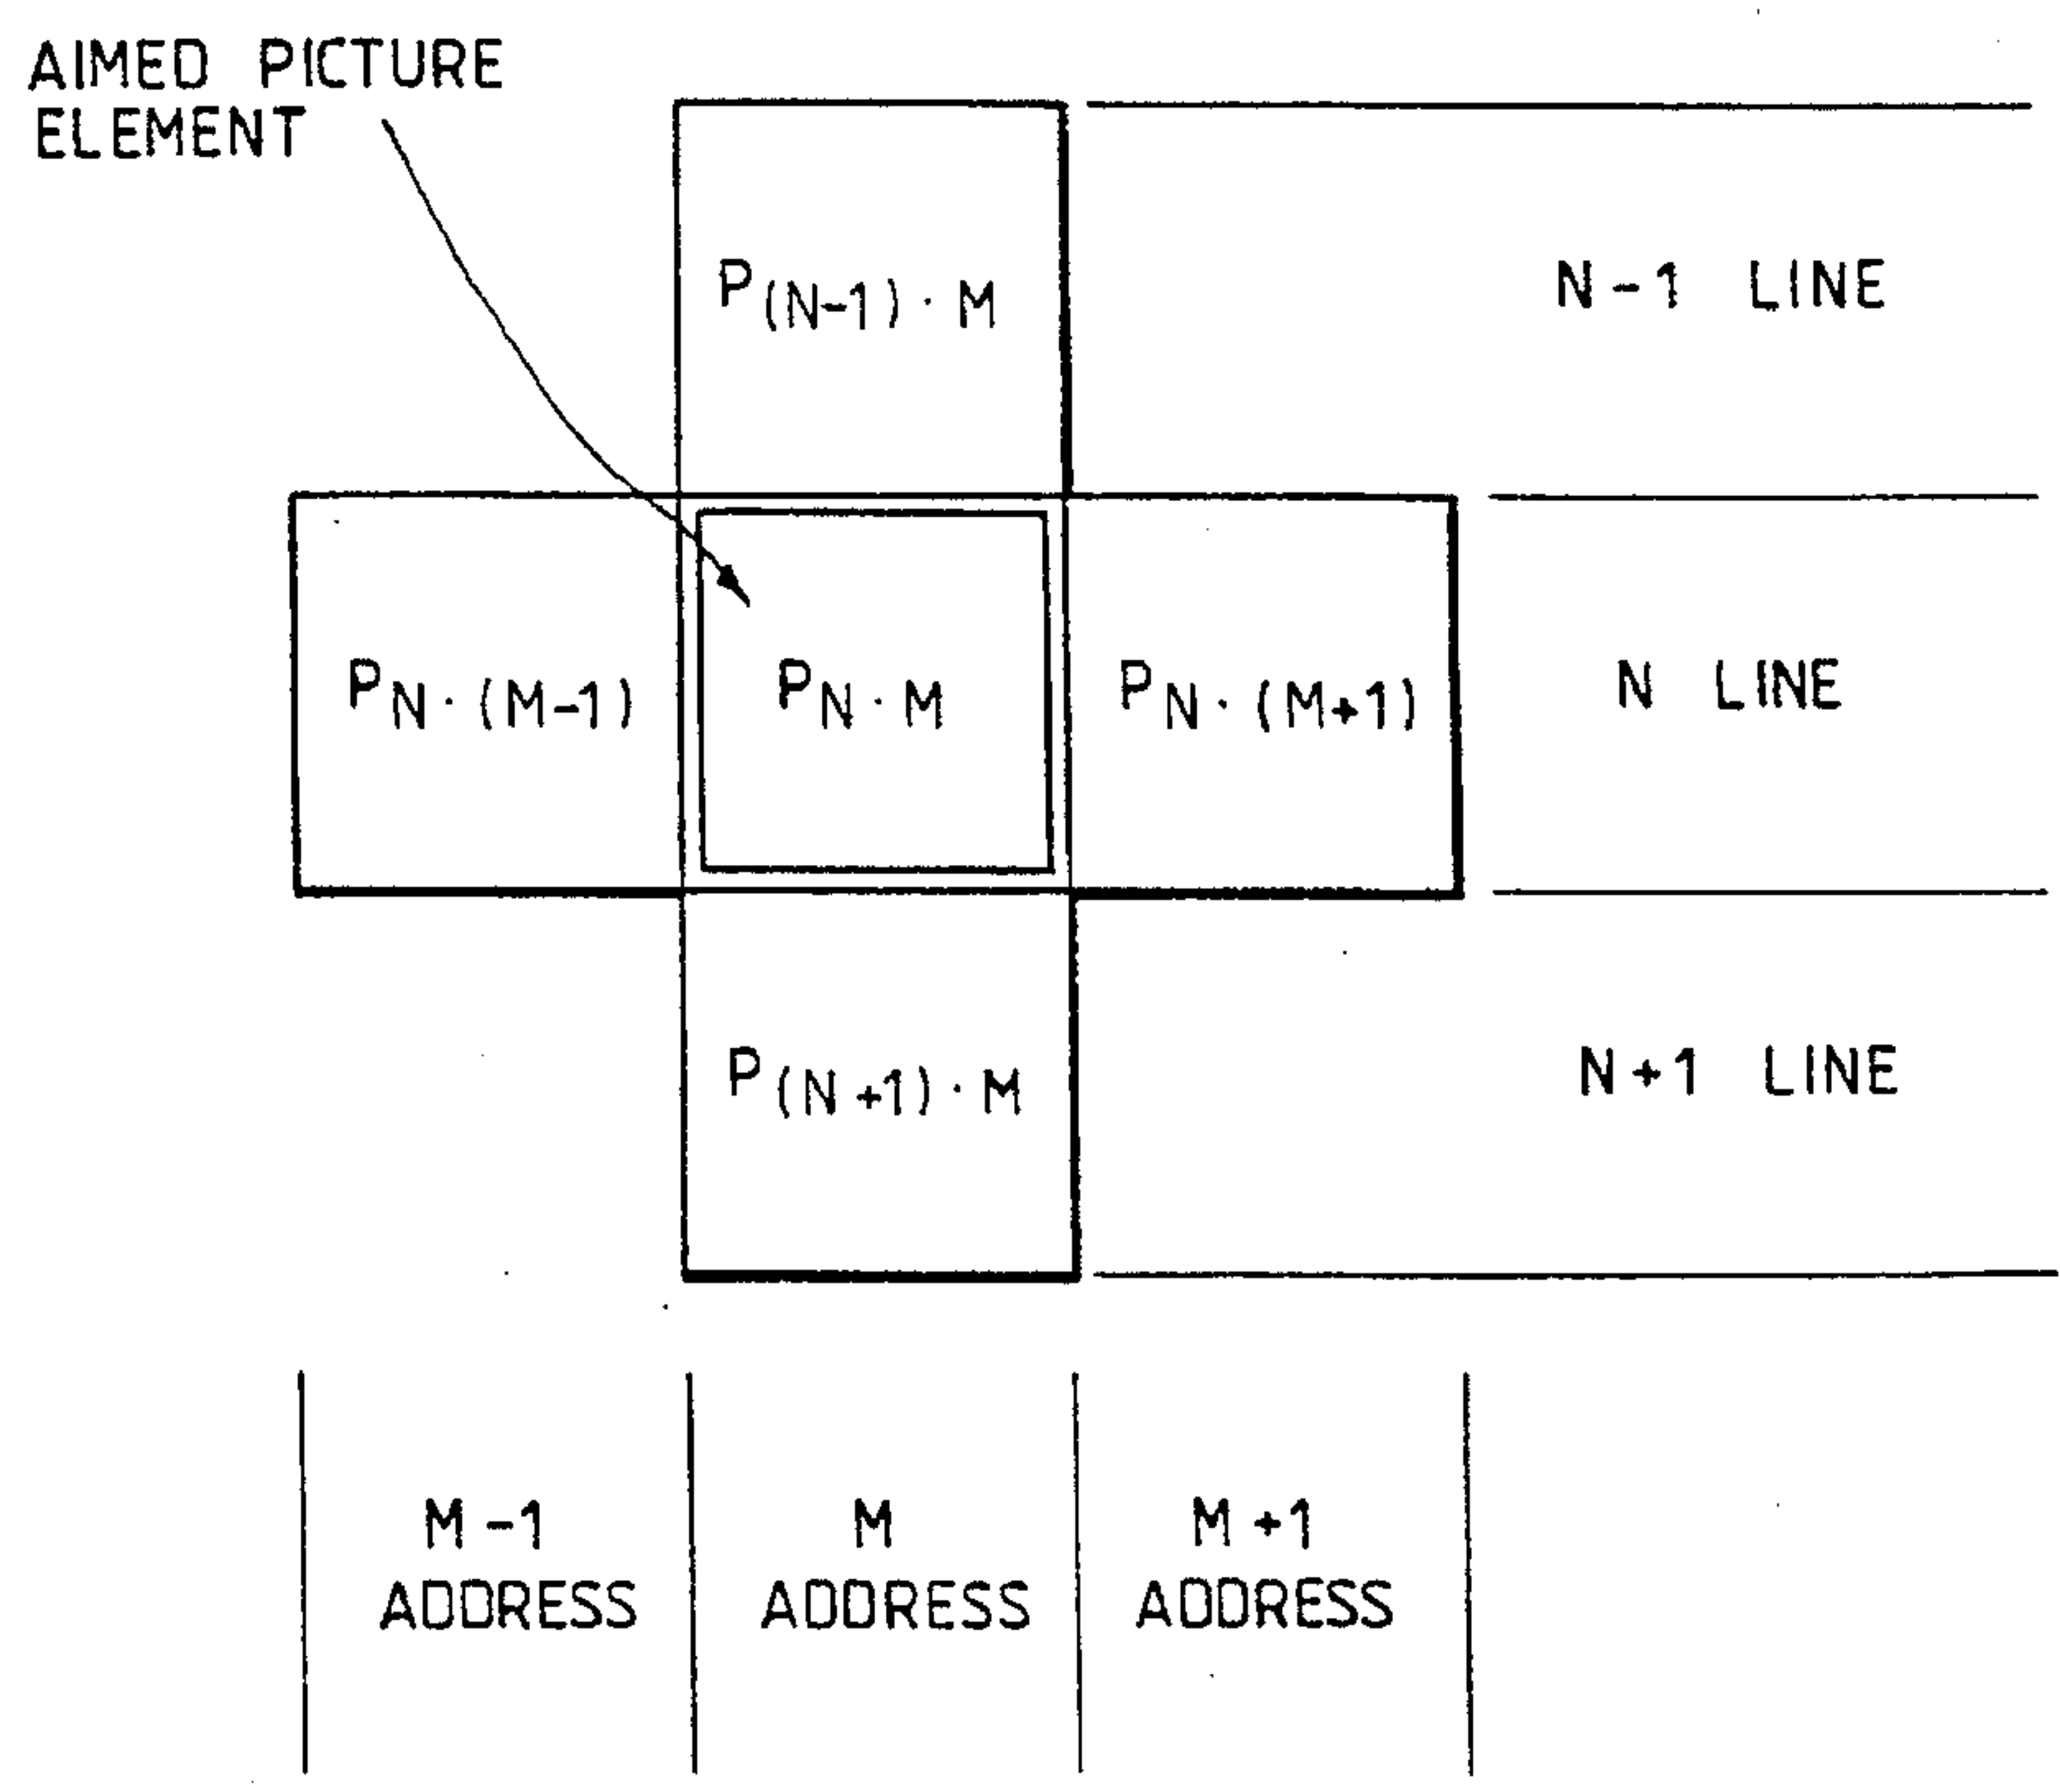 AIMED PICTURE
ELEMENT
P(N-1)·M
N-1 LINE
PN·(M-1)
PN·M
PN·(M+1)
N LINE
P(N+1)·M
N+1 LINE
M-1
ADDRESS
M
ADDRESS
M+1
ADDRESS